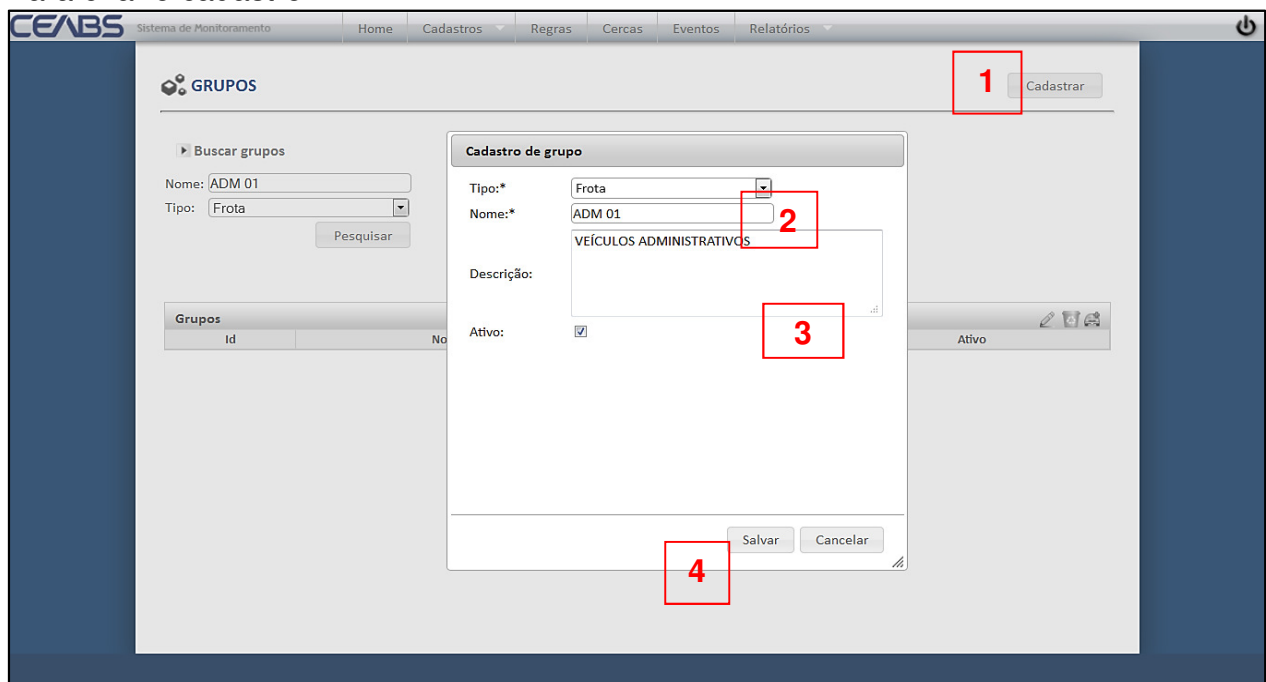 CEABS Sistema de Monitoramento Home Cadastros Regras Cercas Eventos Relatórios
GRUPOS
1 Cadastrar
Buscar grupos
Nome: ADM 01
Tipo: Frota
Pesquisar
Cadastro de grupo
Tipo:* Frota
Nome:* ADM 01
2
Descrição: VEÍCULOS ADMINISTRATIVOS
3
Ativo:
Salvar Cancelar
4
Grupos
Id No Ativo